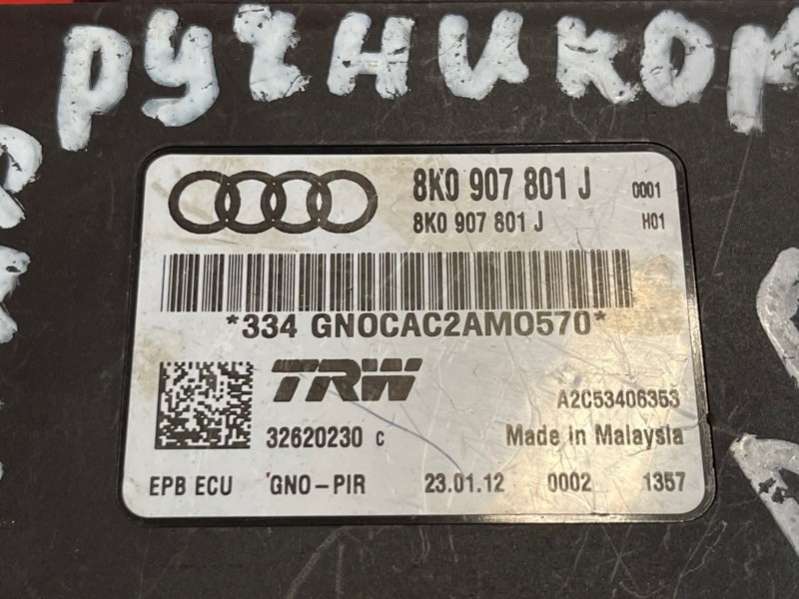 ручником
8K0 907 801 J 0001
8K0 907 801 J H01
*334 GNOCAC2AM0570*
TRW
A2C53406353
32620230 C Made in Malaysia
EPB ECU GNO-PIR 23.01.12 0002 1357